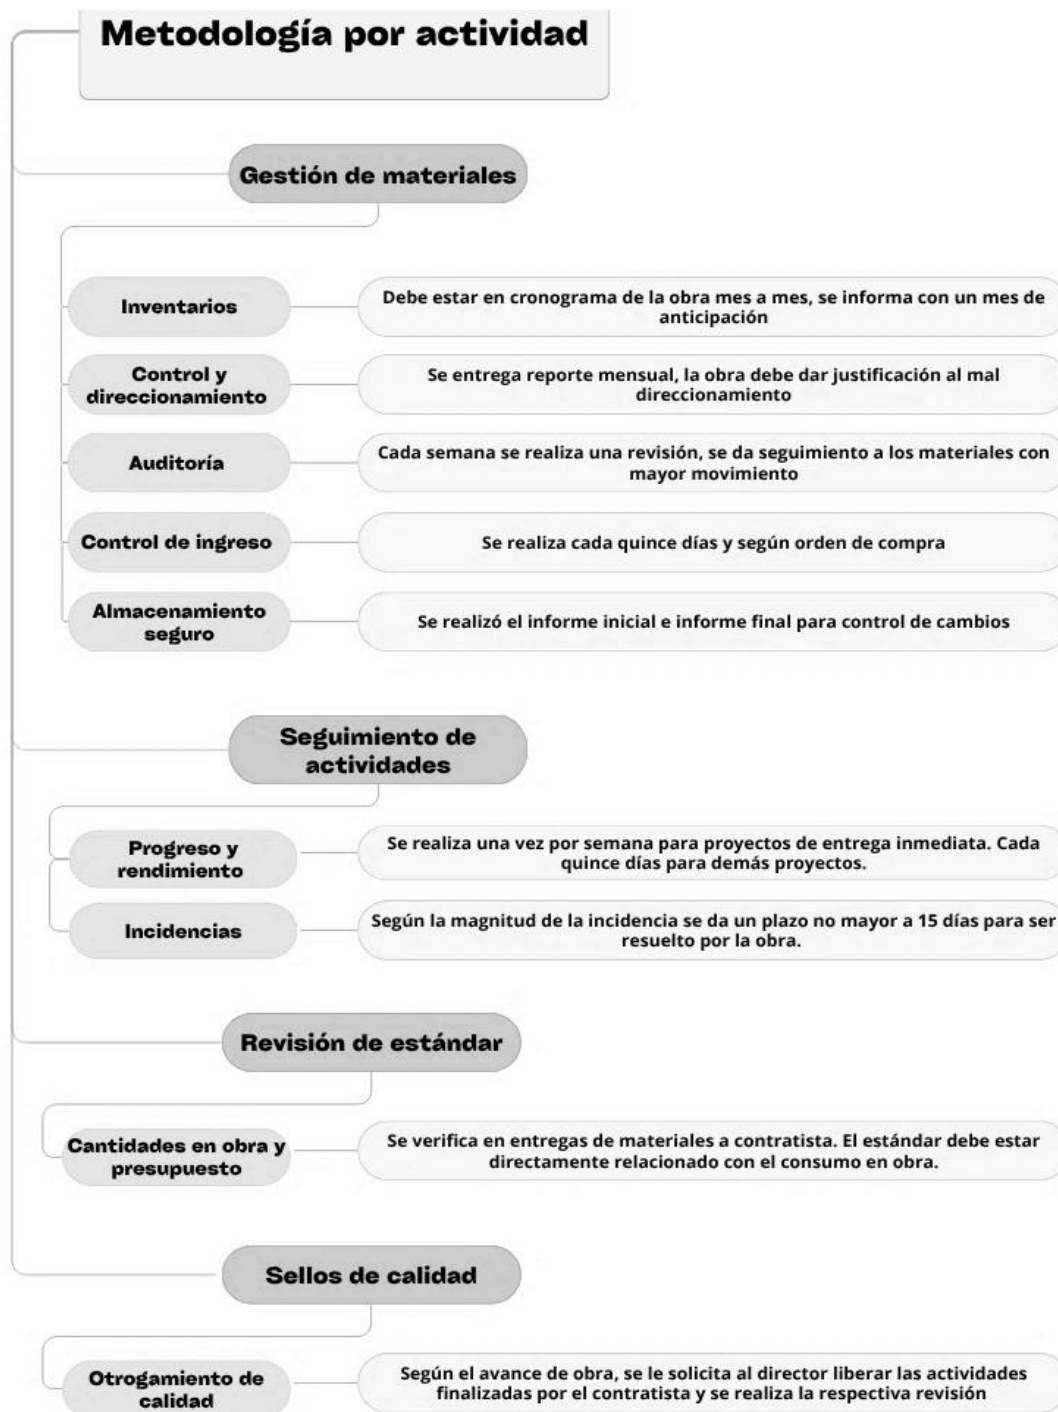 Metodología por actividad
Gestión de materiales
Inventarios
Debe estar en cronograma de la obra mes a mes, se informa con un mes de
anticipación
Control y
direccionamiento
Se entrega reporte mensual, la obra debe dar justificación al mal
direccionamiento
Auditoría
Cada semana se realiza una revisión, se da seguimiento a los materiales con
mayor movimiento
Control de ingreso
Se realiza cada quince días y según orden de compra
Almacenamiento
seguro
Se realizó el informe inicial e informe final para control de cambios
Seguimiento de
actividades
Progreso y
rendimiento
Se realiza una vez por semana para proyectos de entrega inmediata. Cada
quince días para demás proyectos.
Incidencias
Según la magnitud de la incidencia se da un plazo no mayor a 15 días para ser
resuelto por la obra.
Revisión de estándar
Cantidades en obra y
presupuesto
Se verifica en entregas de materiales a contratista. El estándar debe estar
directamente relacionado con el consumo en obra.
Sellos de calidad
Otrogamiento de
calidad
Según el avance de obra, se le solicita al director liberar las actividades
finalizadas por el contratista y se realiza la respectiva revisión